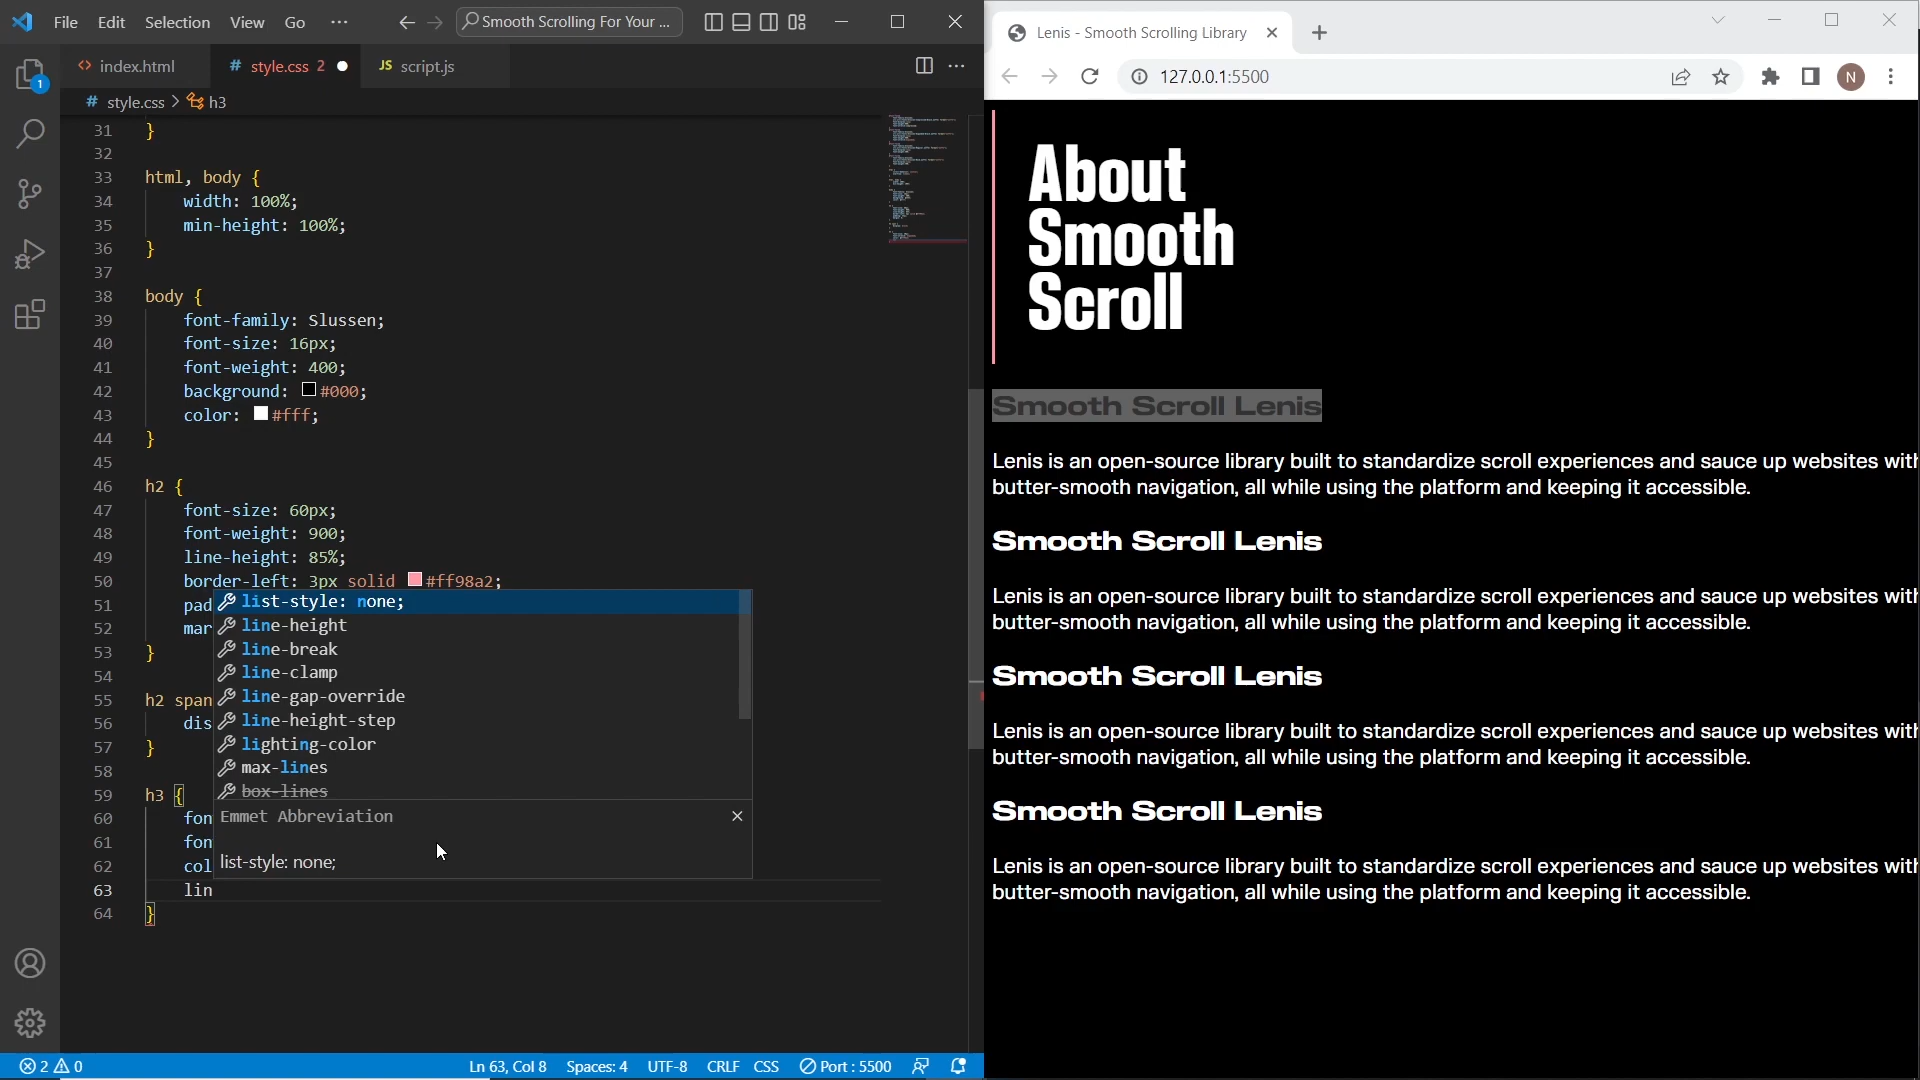 File Edit Selection View Go ··· Smooth Scrolling For Your ...
index.html # style.css 2 JS script.js
# style.css > h3
31 }
32
33 html, body {
34 width: 100%;
35 min-height: 100%;
36 }
37
38 body {
39 font-family: Slussen;
40 font-size: 16px;
41 font-weight: 400;
42 background: #000;
43 color: #fff;
44 }
45
46 h2 {
47 font-size: 60px;
48 font-weight: 900;
49 line-height: 85%;
50 border-left: 3px solid #ff98a2;
51 pad
52 mar
53 }
54
55 h2 span
56 dis
57 }
58
59 h3 {
60 fon
61 fon
62 col
63 lin
64 }
list-style: none;
line-height
line-break
line-clamp
line-gap-override
line-height-step
lighting-color
max-lines
box-lines
Emmet Abbreviation
list-style: none;
1
2 0 Ln 63, Col 8 Spaces: 4 UTF-8 CRLF CSS Port : 5500
Lenis - Smooth Scrolling Library
127.0.0.1:5500
N
About
Smooth
Scroll
Smooth Scroll Lenis
Lenis is an open-source library built to standardize scroll experiences and sauce up websites with
butter-smooth navigation, all while using the platform and keeping it accessible.
Smooth Scroll Lenis
Lenis is an open-source library built to standardize scroll experiences and sauce up websites with
butter-smooth navigation, all while using the platform and keeping it accessible.
Smooth Scroll Lenis
Lenis is an open-source library built to standardize scroll experiences and sauce up websites with
butter-smooth navigation, all while using the platform and keeping it accessible.
Smooth Scroll Lenis
Lenis is an open-source library built to standardize scroll experiences and sauce up websites with
butter-smooth navigation, all while using the platform and keeping it accessible.